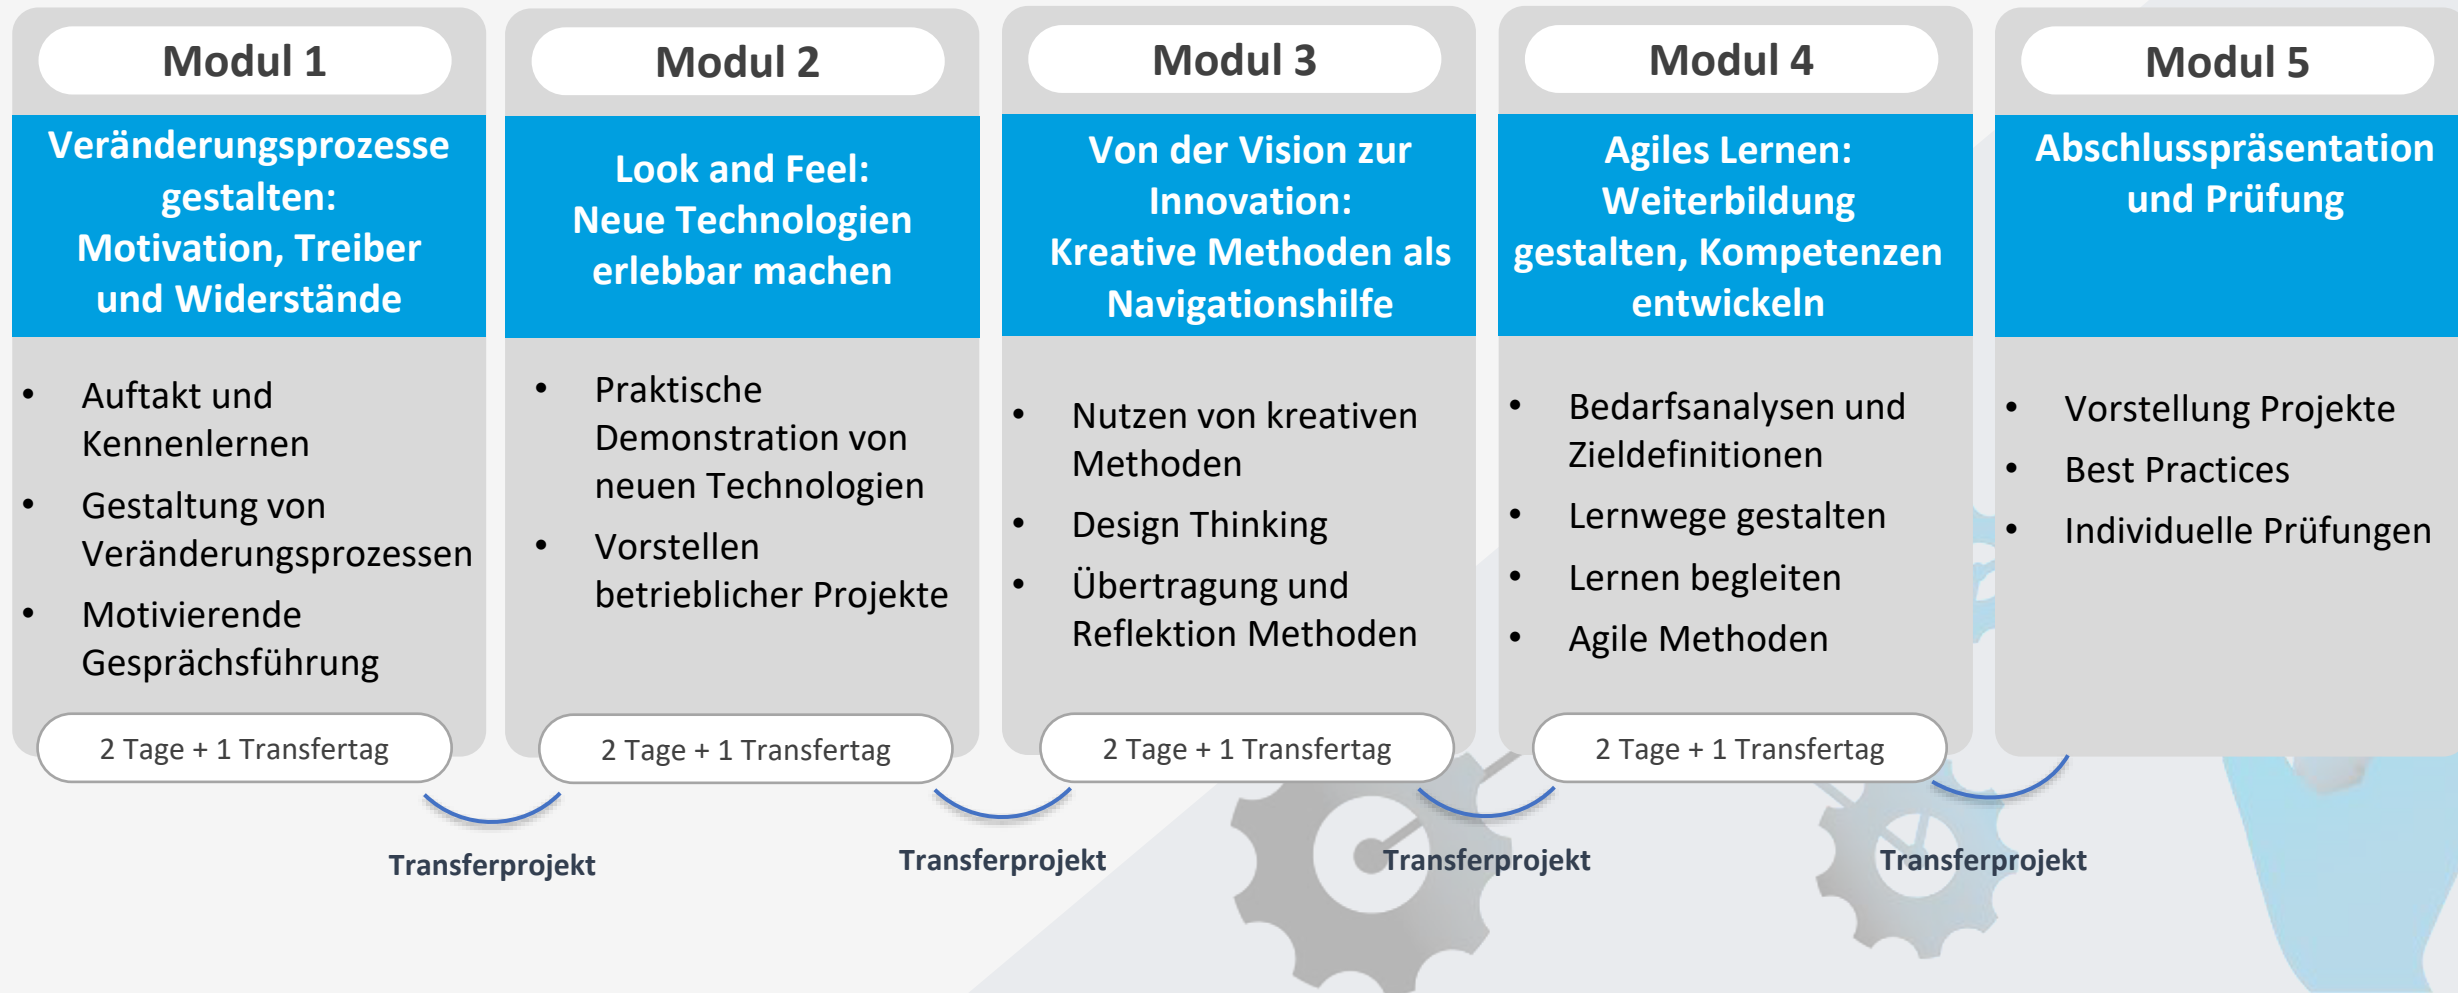 Modul 1
Veränderungsprozesse
gestalten:
Motivation, Treiber
und Widerstände
• Auftakt und
Kennenlernen
• Gestaltung von
Veränderungsprozessen
• Motivierende
Gesprächsführung
2 Tage + 1 Transfertag
Modul 2
Look and Feel:
Neue Technologien
erlebbar machen
• Praktische
Demonstration von
neuen Technologien
• Vorstellen
betrieblicher Projekte
2 Tage + 1 Transfertag
Modul 3
Von der Vision zur
Innovation:
Kreative Methoden als
Navigationshilfe
• Nutzen von kreativen
Methoden
• Design Thinking
• Übertragung und
Reflektion Methoden
2 Tage + 1 Transfertag
Modul 4
Agiles Lernen:
Weiterbildung
gestalten, Kompetenzen
entwickeln
• Bedarfsanalysen und
Zieldefinitionen
• Lernwege gestalten
• Lernen begleiten
• Agile Methoden
2 Tage + 1 Transfertag
Modul 5
Abschlusspräsentation
und Prüfung
• Vorstellung Projekte
• Best Practices
• Individuelle Prüfungen
Transferprojekt
Transferprojekt
Transferprojekt
Transferprojekt